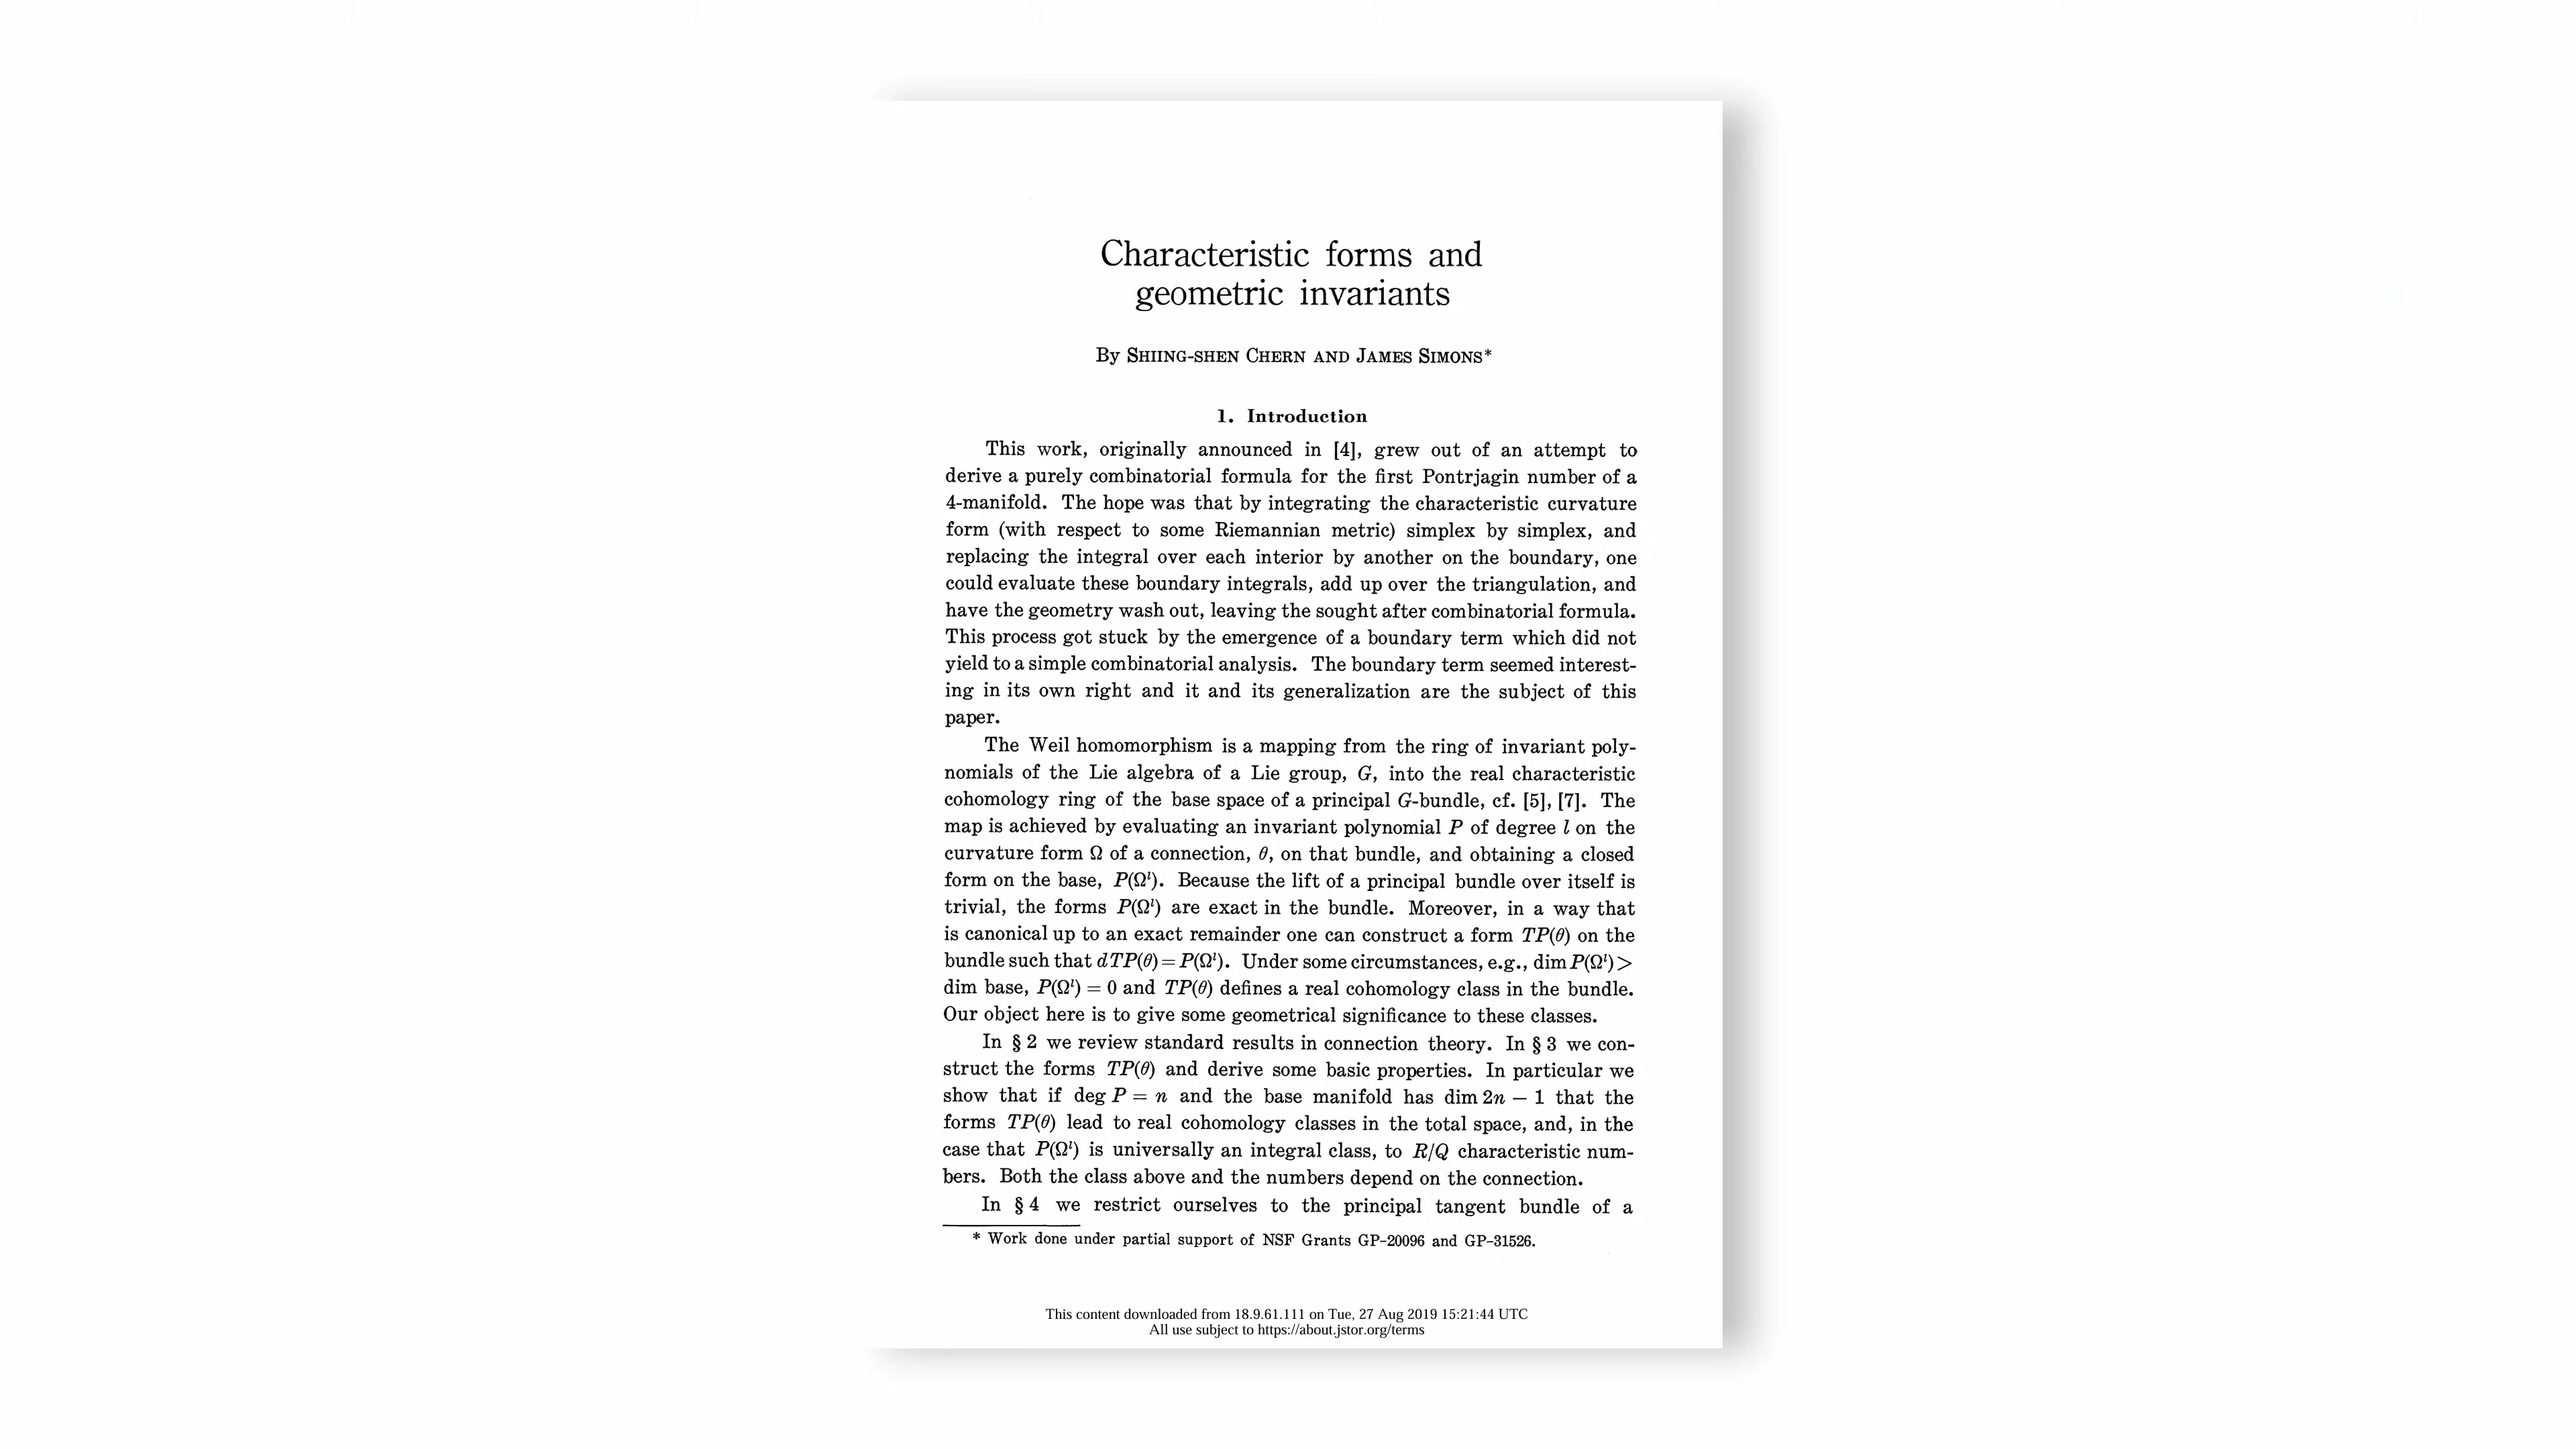 Characteristic forms and
geometric invariants
By SHIING-SHEN CHERN AND JAMES SIMONS*
1. Introduction
This work, originally announced in [4], grew out of an attempt to
derive a purely combinatorial formula for the first Pontrjagin number of a
4-manifold. The hope was that by integrating the characteristic curvature
form (with respect to some Riemannian metric) simplex by simplex, and
replacing the integral over each interior by another on the boundary, one
could evaluate these boundary integrals, add up over the triangulation, and
have the geometry wash out, leaving the sought after combinatorial formula.
This process got stuck by the emergence of a boundary term which did not
yield to a simple combinatorial analysis. The boundary term seemed interest-
ing in its own right and it and its generalization are the subject of this
paper.
The Weil homomorphism is a mapping from the ring of invariant poly-
nomials of the Lie algebra of a Lie group, G, into the real characteristic
cohomology ring of the base space of a principal G-bundle, cf. [5], [7]. The
map is achieved by evaluating an invariant polynomial P of degree l on the
curvature form Ω of a connection, θ, on that bundle, and obtaining a closed
form on the base, P(Ωˡ). Because the lift of a principal bundle over itself is
trivial, the forms P(Ωˡ) are exact in the bundle. Moreover, in a way that
is canonical up to an exact remainder one can construct a form TP(θ) on the
bundle such that dTP(θ) = P(Ωˡ). Under some circumstances, e.g., dim P(Ωˡ) >
dim base, P(Ωˡ) = 0 and TP(θ) defines a real cohomology class in the bundle.
Our object here is to give some geometrical significance to these classes.
In § 2 we review standard results in connection theory. In § 3 we con-
struct the forms TP(θ) and derive some basic properties. In particular we
show that if deg P = n and the base manifold has dim 2n − 1 that the
forms TP(θ) lead to real cohomology classes in the total space, and, in the
case that P(Ωˡ) is universally an integral class, to R/Q characteristic num-
bers. Both the class above and the numbers depend on the connection.
In § 4 we restrict ourselves to the principal tangent bundle of a
* Work done under partial support of NSF Grants GP-20096 and GP-31526.
This content downloaded from 18.9.61.111 on Tue, 27 Aug 2019 15:21:44 UTC
All use subject to https://about.jstor.org/terms